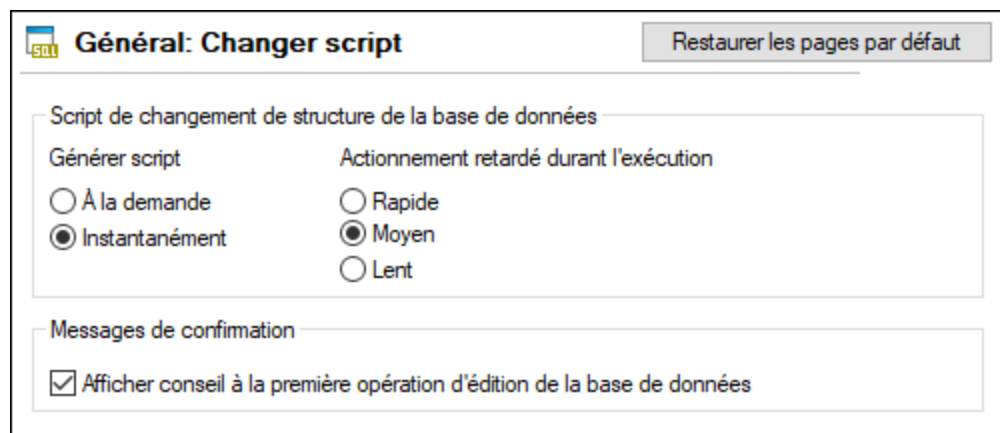 SQL
Général: Changer script
Restaurer les pages par défaut
Script de changement de structure de la base de données
Générer script
Actionnement retardé durant l'exécution
À la demande
Rapide
Instantanément
Moyen
Lent
Messages de confirmation
Afficher conseil à la première opération d'édition de la base de données